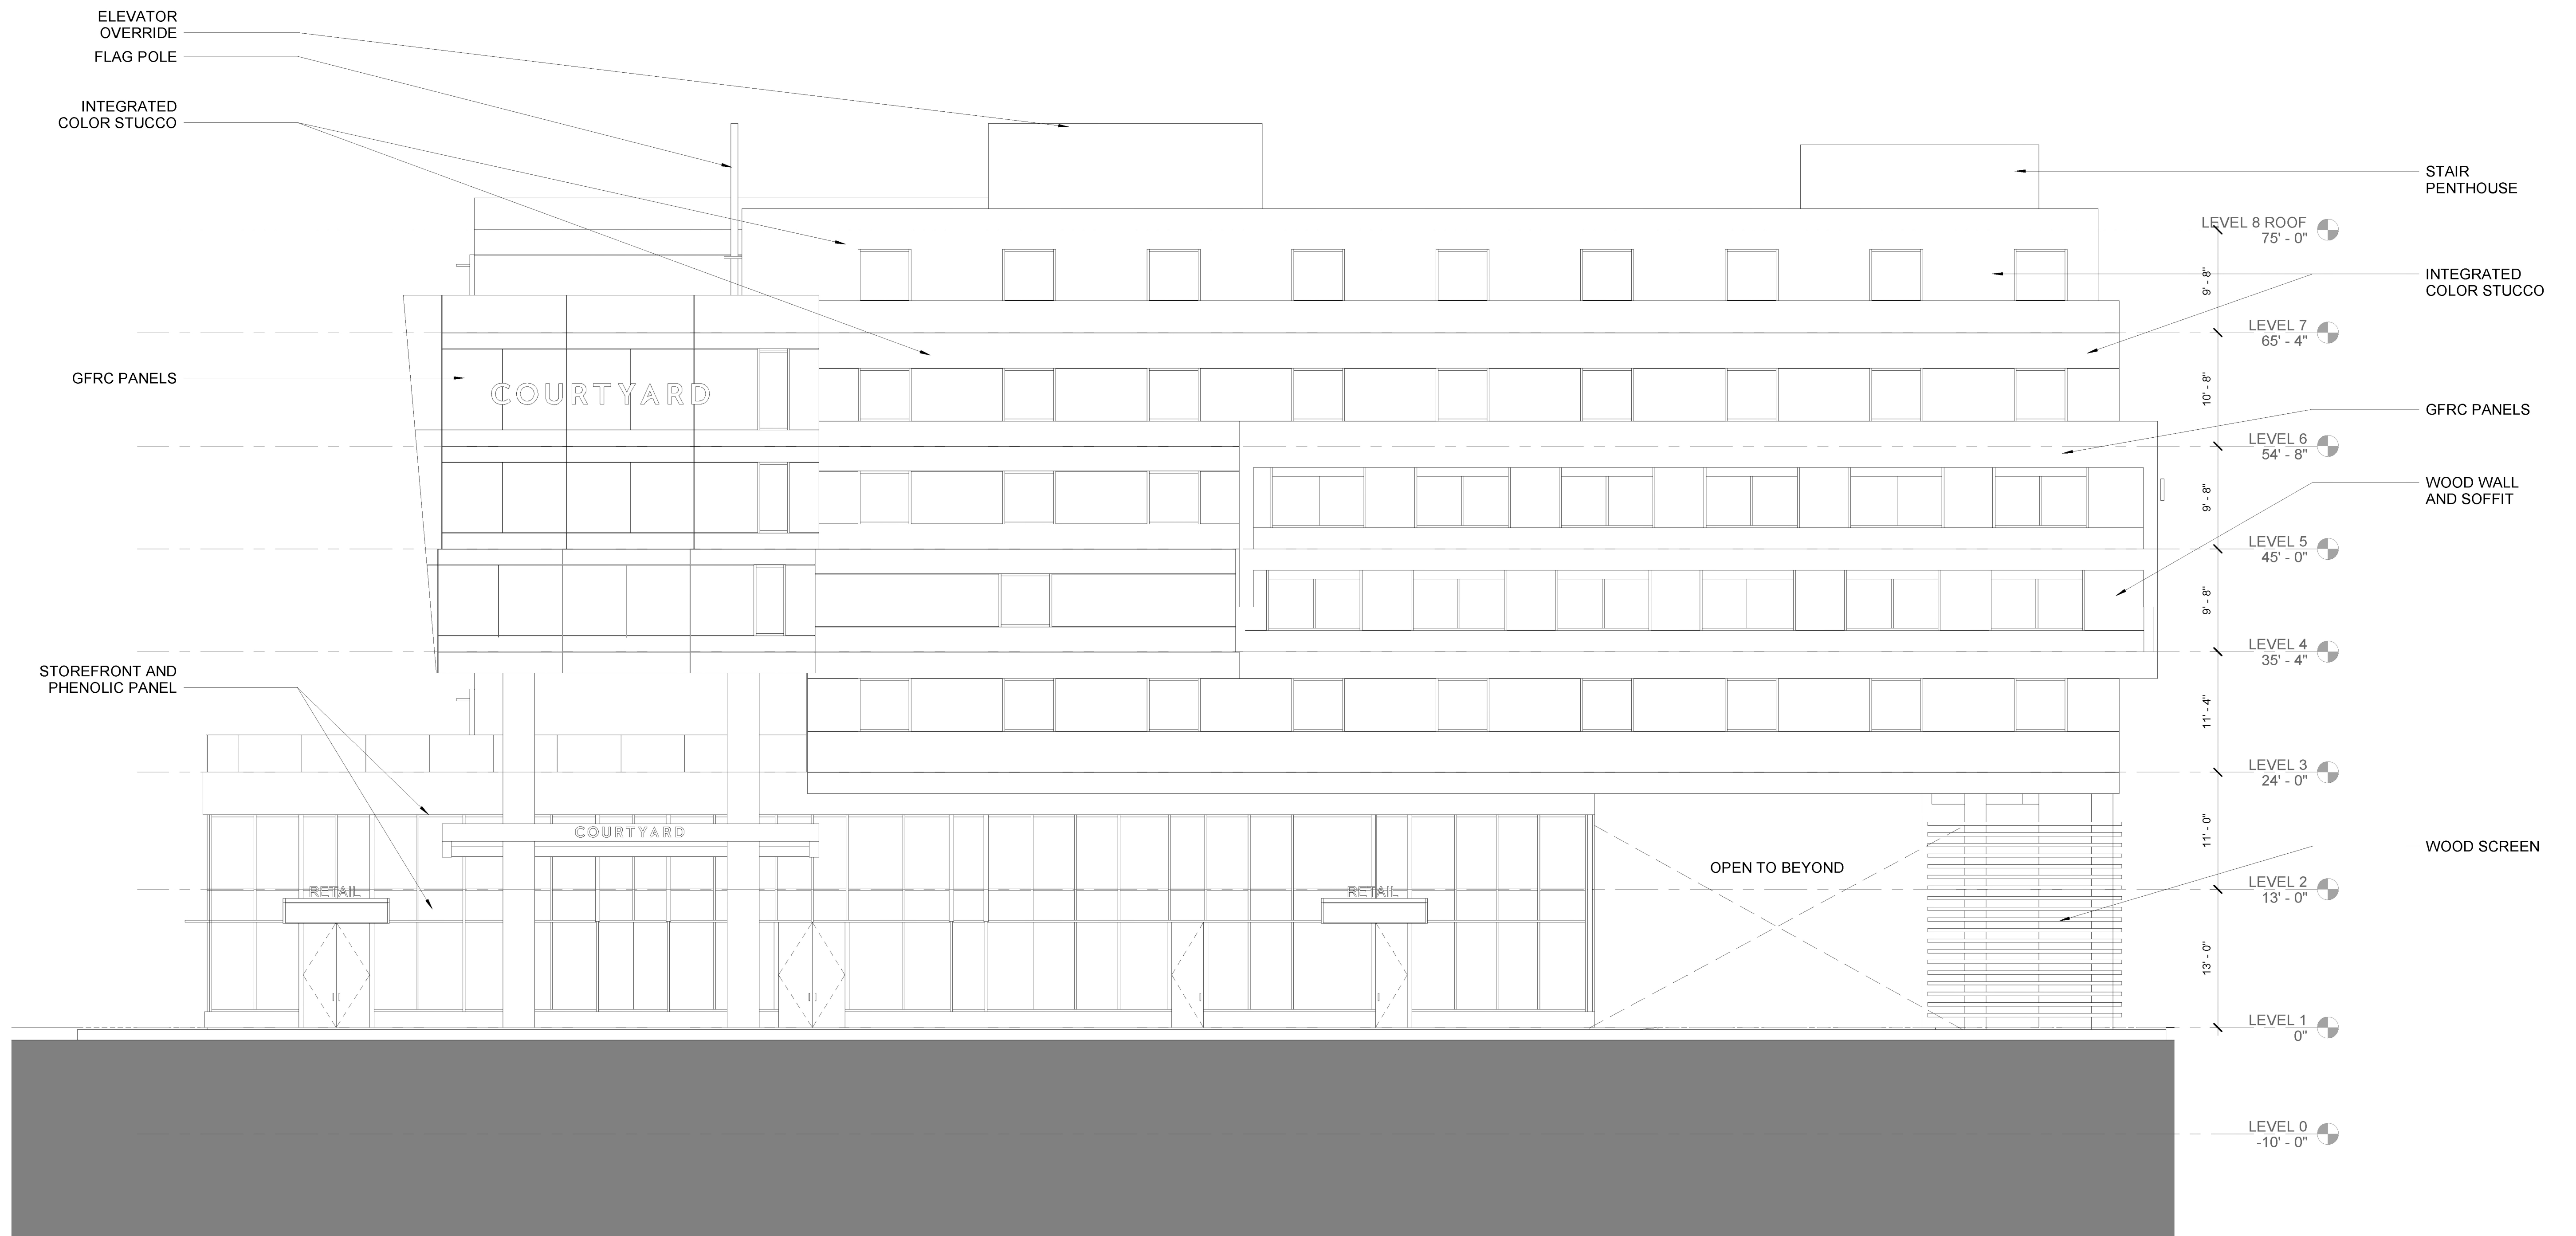 ELEVATOR
OVERRIDE
FLAG POLE
INTEGRATED
COLOR STUCCO
GFRC PANELS
STOREFRONT AND
PHENOLIC PANEL
COURTYARD
COURTYARD
RETAIL
RETAIL
OPEN TO BEYOND
LEVEL 8 ROOF
75' - 0"
9' - 8"
LEVEL 7
65' - 4"
10' - 8"
LEVEL 6
54' - 8"
9' - 8"
LEVEL 5
45' - 0"
9' - 8"
LEVEL 4
35' - 4"
11' - 4"
LEVEL 3
24' - 0"
11' - 0"
LEVEL 2
13' - 0"
13' - 0"
LEVEL 1
0"
LEVEL 0
-10' - 0"
STAIR
PENTHOUSE
INTEGRATED
COLOR STUCCO
GFRC PANELS
WOOD WALL
AND SOFFIT
WOOD SCREEN